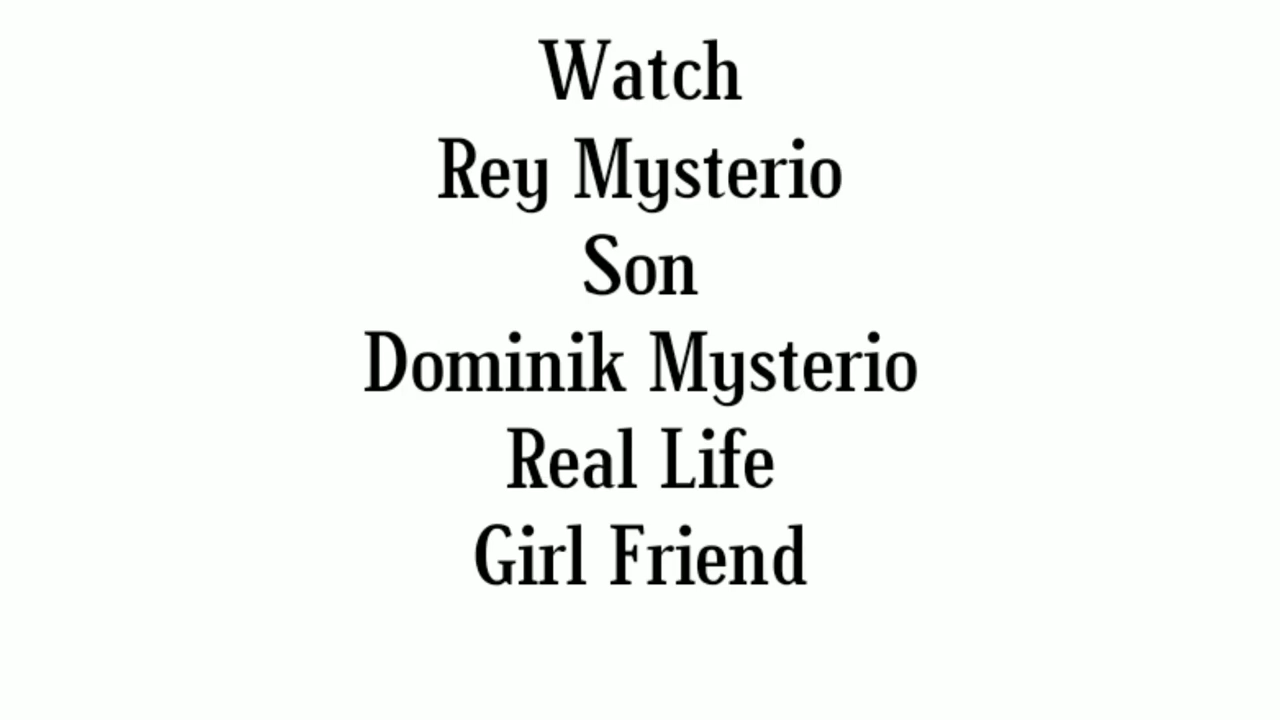 Watch
Rey Mysterio
Son
Dominik Mysterio
Real Life
Girl Friend